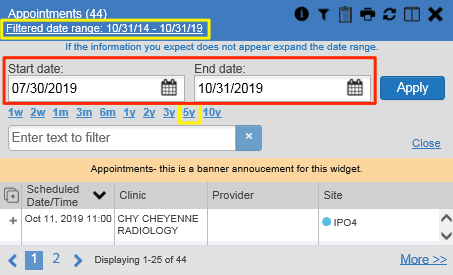 Appointments (44)
Filtered date range: 10/31/14 - 10/31/19
If the information you expect does not appear expand the date range.
Start date: End date:
07/30/2019 10/31/2019 Apply
1w 2w 1m 3m 6m 1y 2y 3y 5y 10y
Enter text to filter × Close
Appointments- this is a banner annoucement for this widget.
Scheduled Date/Time Clinic Provider Site
Oct 11, 2019 11:00 CHY CHEYENNE RADIOLOGY IPO4
1 2 Displaying 1-25 of 44 More >>